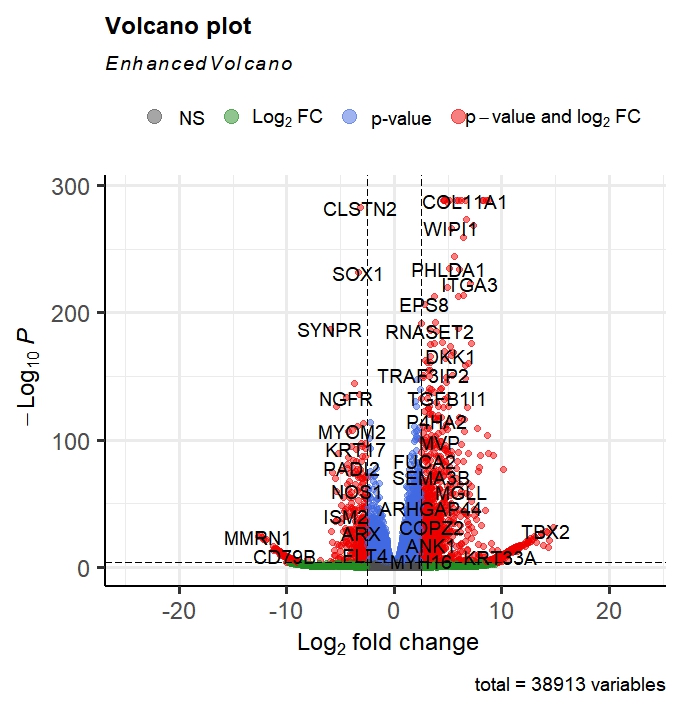 Volcano plot
EnhancedVolcano
NS
Log2 FC
p-value
p − value and log2 FC
300
200
100
0
− Log10 P
COL11A1
CLSTN2
WIPI1
PHLDA1
SOX1
ITGA3
EPS8
SYNPR
RNASET2
DKK1
TRAF3IP2
NGFR
TGFB1I1
P4HA2
MYOM2
MVP
KRT17
FUCA2
PADI2
SEMA3B
NOS1
MGLL
ARHGAP44
ISM2
COPZ2
TBX2
ARX
MMRN1
ANK1
CD79B
FLT4
KRT33A
MYH16
-20
-10
0
10
20
Log2 fold change
total = 38913 variables